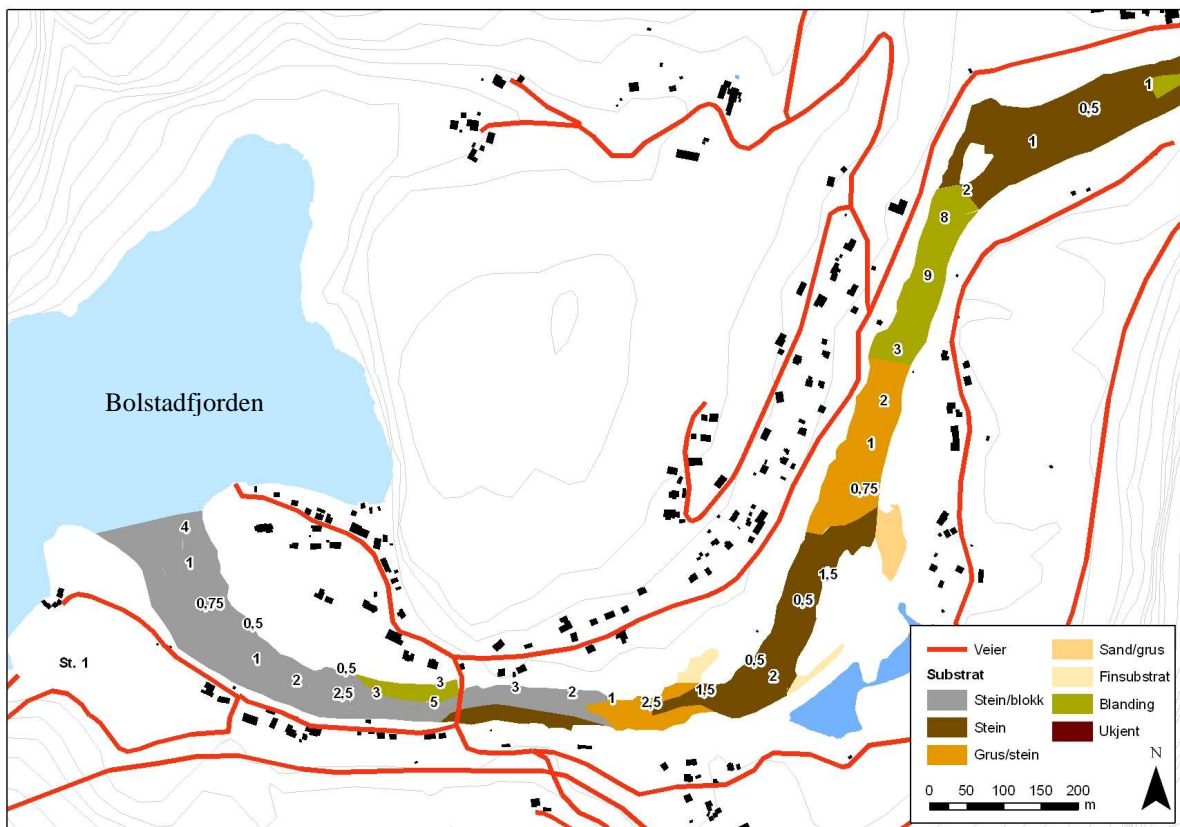 1
0,5
1
2
8
9
3
2
1
0,75
Bolstadfjorden
4
1
0,75
0,5
1
0,5
2
2,5
3
3
5
3
2
1
2,5
1,5
2
0,5
0,5
1,5
St. 1
Veier
Substrat
Stein/blokk
Stein
Grus/stein
Sand/grus
Finsubstrat
Blanding
Ukjent
N
0 50 100 150 200
m